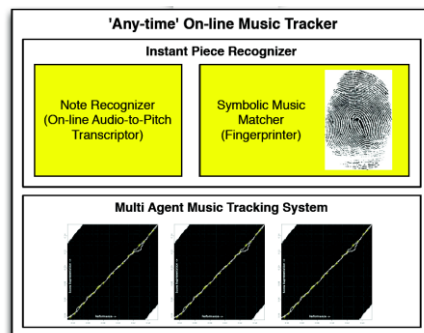 'Any-time' On-line Music Tracker
Instant Piece Recognizer
Note Recognizer
(On-line Audio-to-Pitch
Transcriptor)
Symbolic Music
Matcher
(Fingerprinter)
Multi Agent Music Tracking System